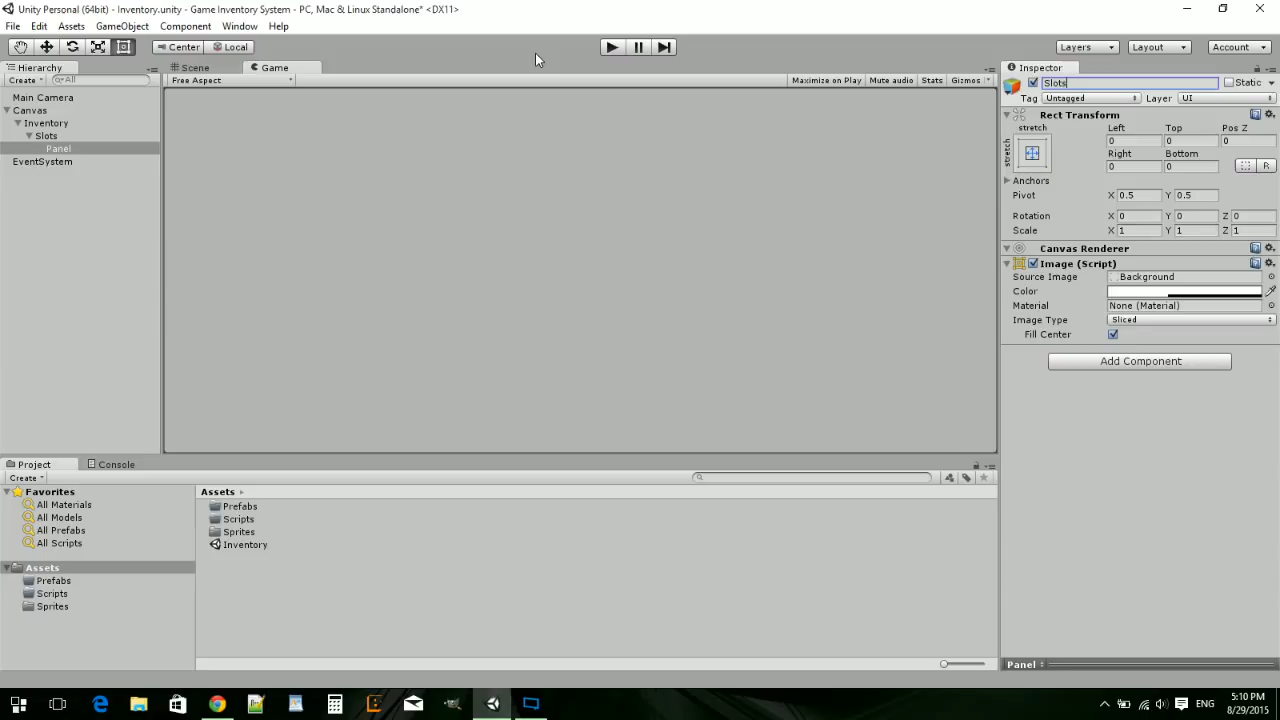 Unity Personal (64bit) - Inventory.unity - Game Inventory System - PC, Mac & Linux Standalone* <DX11>
File Edit Assets GameObject Component Window Help
Center Local Layers Layout Account
Hierarchy Scene Game Inspector
Create All Free Aspect Maximize on Play Mute audio Stats Gizmos Slots Static
Main Camera Tag Untagged Layer UI
Canvas Rect Transform
Inventory stretch Left Top Pos Z
Slots stretch 0 0 0
Panel Right Bottom
EventSystem 0 0 R
Anchors
Pivot X 0.5 Y 0.5
Rotation X 0 Y 0 Z 0
Scale X 1 Y 1 Z 1
Canvas Renderer
Image (Script)
Source Image Background
Color
Material None (Material)
Image Type Sliced
Fill Center
Add Component
Project Console
Create
Favorites Assets
All Materials Prefabs
All Models Scripts
All Prefabs Sprites
All Scripts Inventory
Assets
Prefabs
Scripts
Sprites
Panel
5:10 PM
ENG
8/29/2015